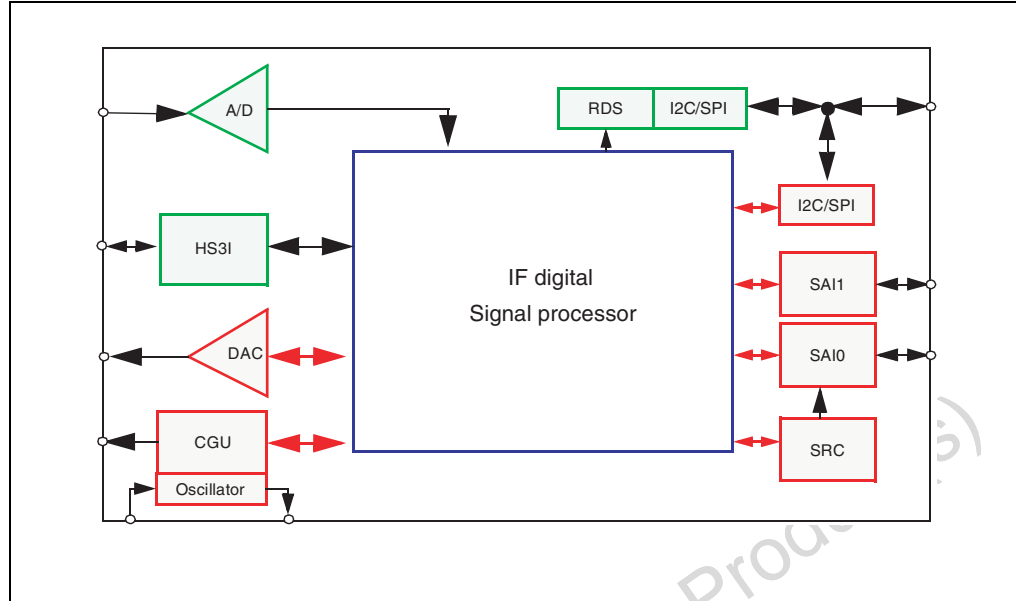 A/D
RDS
I2C/SPI
I2C/SPI
HS3I
IF digital
Signal processor
SAI1
DAC
SAI0
CGU
SRC
Oscillator